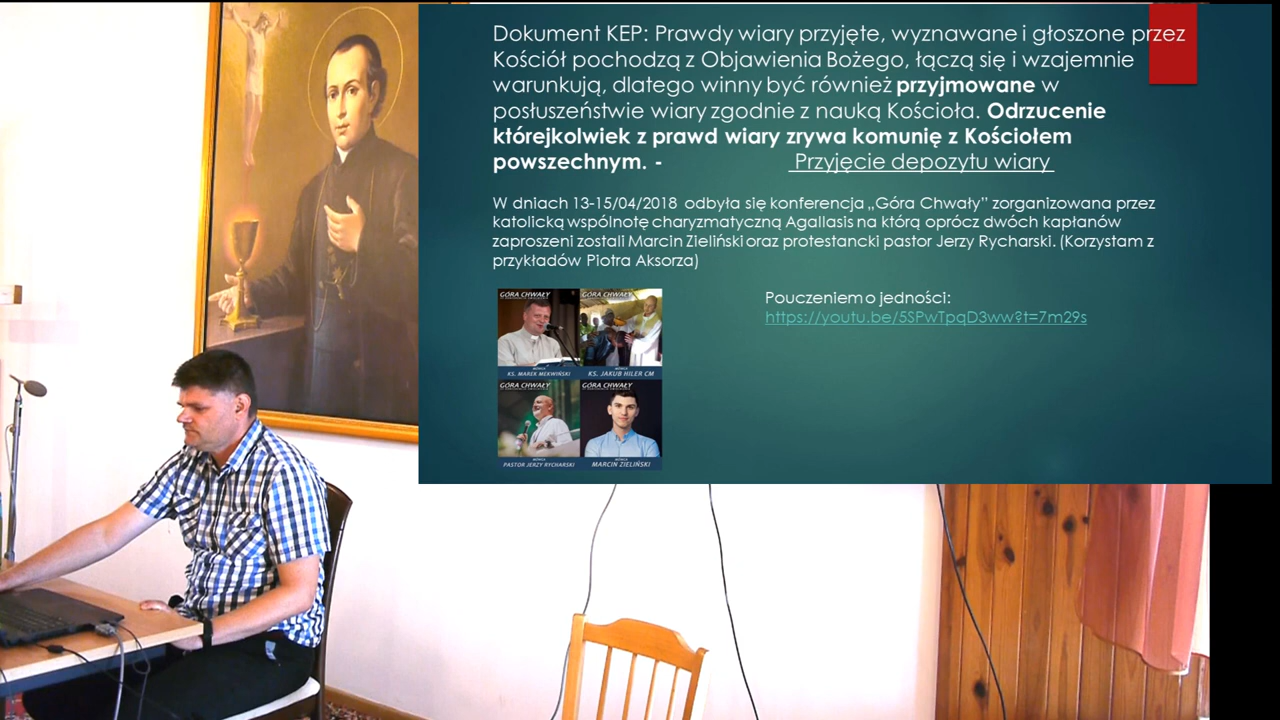 Dokument KEP: Prawdy wiary przyjęte, wyznawane i głoszone przez
Kościół pochodzą z Objawienia Bożego, łączą się i wzajemnie
warunkują, dlatego winny być również przyjmowane w
posłuszeństwie wiary zgodnie z nauką Kościoła. Odrzucenie
którejkolwiek z prawd wiary zrywa komunię z Kościołem
powszechnym. - Przyjęcie depozytu wiary
W dniach 13-15/04/2018 odbyła się konferencja „Góra Chwały” zorganizowana przez
katolicką wspólnotę charyzmatyczną Agallasis na którą oprócz dwóch kapłanów
zaproszeni zostali Marcin Zieliński oraz protestancki pastor Jerzy Rycharski. (Korzystam z
przykładów Piotra Aksorza)
Pouczeniem o jedności:
https://youtu.be/5SPwTpqD3ww?t=7m29s
GÓRA CHWAŁY
GÓRA CHWAŁY
KS. MAREK MEKWIŃSKI
KS. JAKUB HILER CM
GÓRA CHWAŁY
GÓRA CHWAŁY
PASTOR JERZY RYCHARSKI
MARCIN ZIELIŃSKI